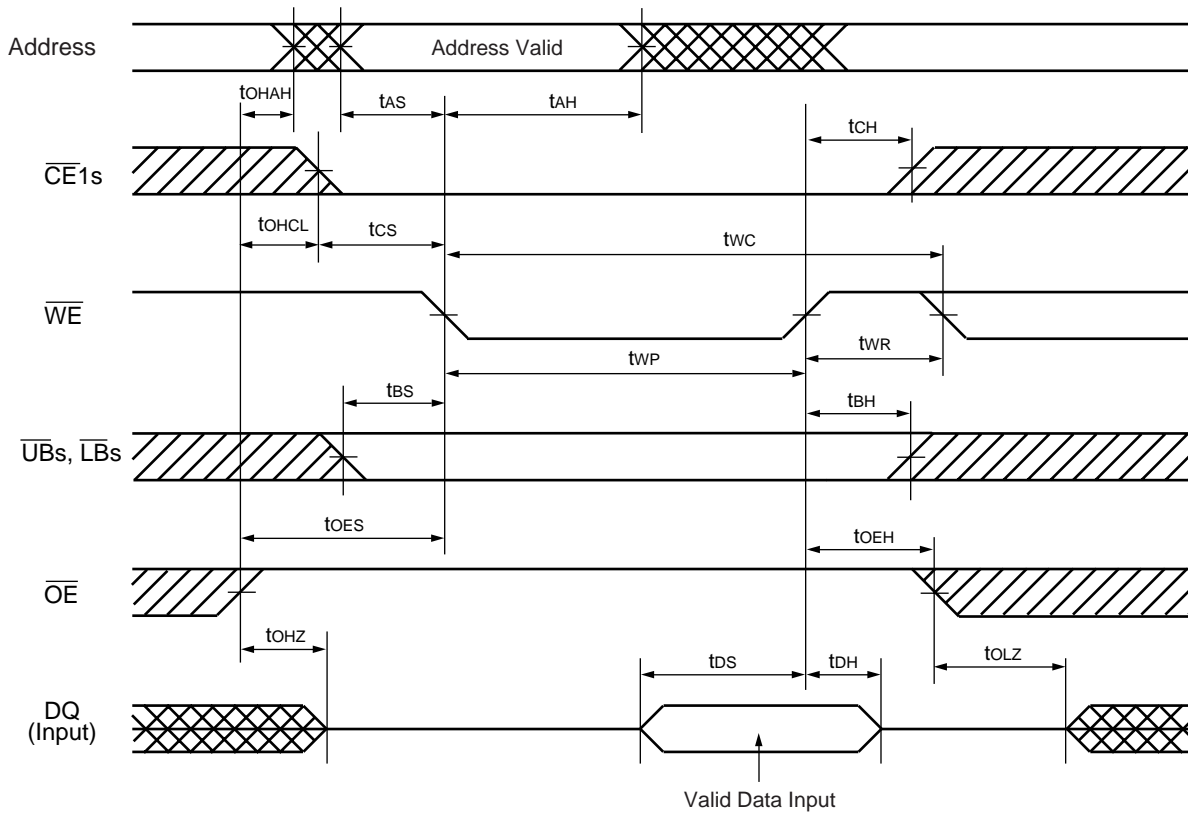 Address
Address Valid
tOHAH
tAS
tAH
tCH
CE1s
tOHCL
tCS
tWC
WE
tWP
tWR
tBS
tBH
UBs, LBs
tOES
tOEH
OE
tOHZ
tDS
tDH
tOLZ
DQ
(Input)
Valid Data Input